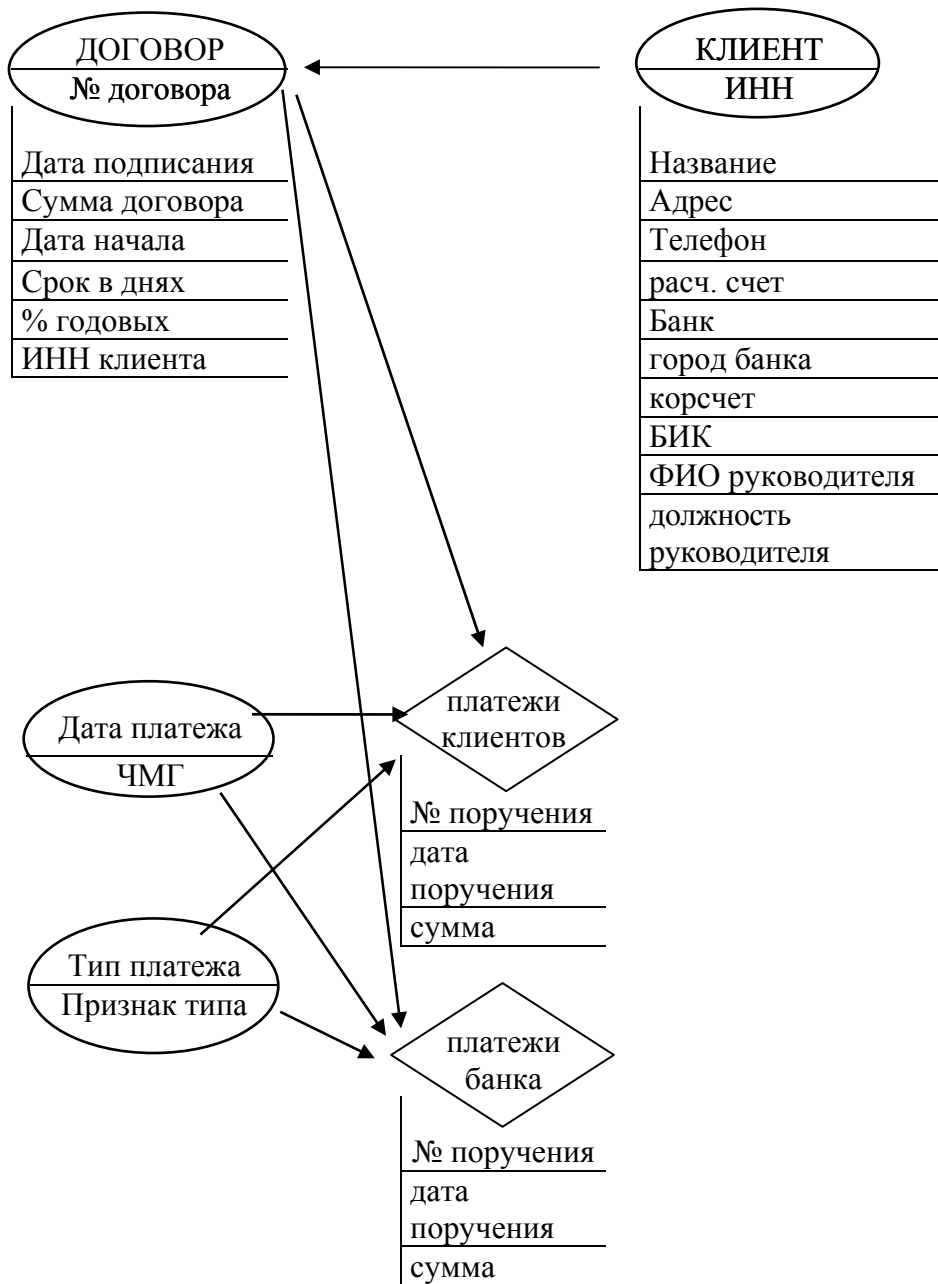 ДОГОВОР
№ договора
Дата подписания
Сумма договора
Дата начала
Срок в днях
% годовых
ИНН клиента
КЛИЕНТ
ИНН
Название
Адрес
Телефон
расч. счет
Банк
город банка
корсчет
БИК
ФИО руководителя
должность
руководителя
Дата платежа
ЧМГ
платежи
клиентов
№ поручения
дата
поручения
сумма
Тип платежа
Признак типа
платежи
банка
№ поручения
дата
поручения
сумма